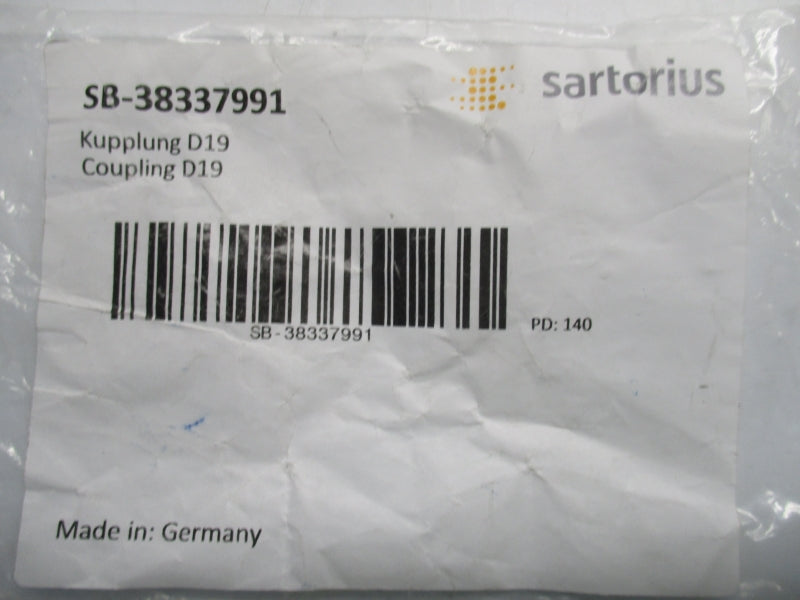 sartorius
SB-38337991
Kupplung D19
Coupling D19
SB-38337991
PD: 140
Made in: Germany